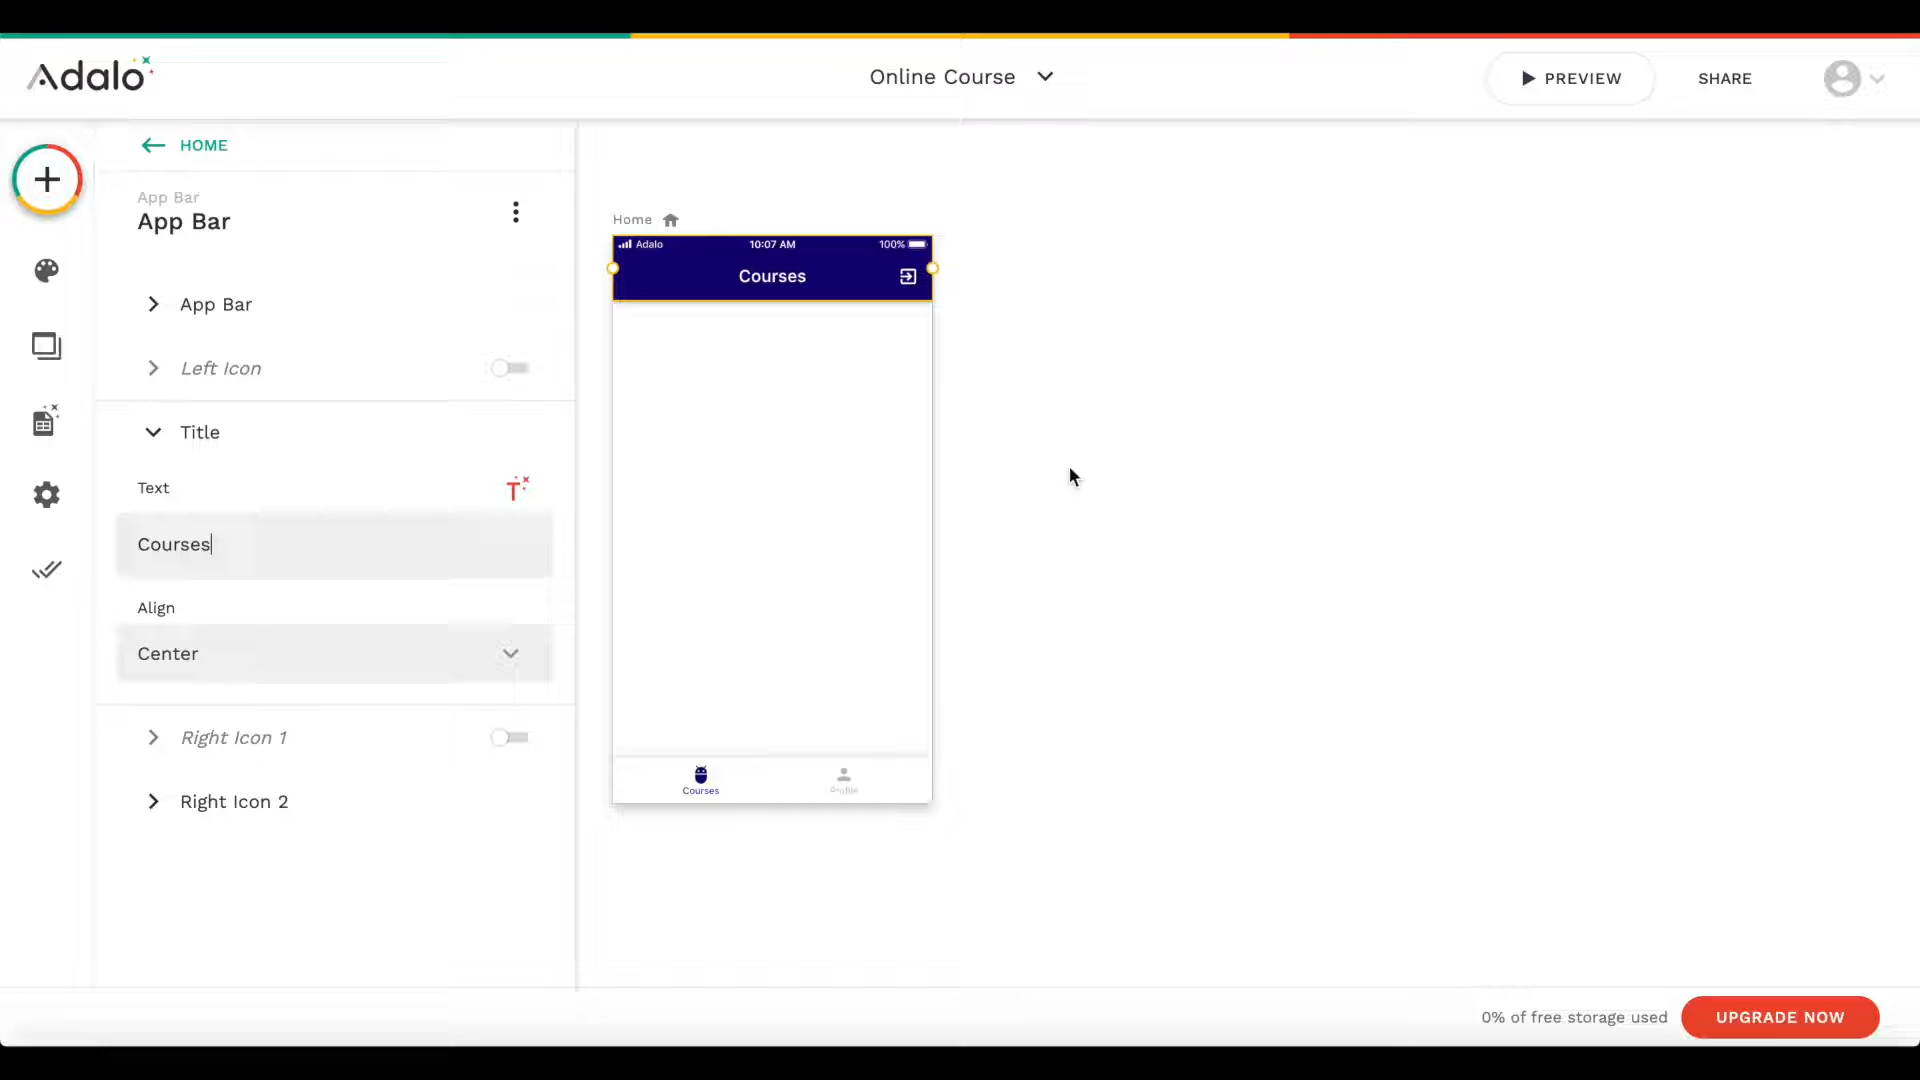 Adalo
Online Course
PREVIEW
SHARE
HOME
App Bar
App Bar
App Bar
Left Icon
Title
Text
Courses
Align
Center
Right Icon 1
Right Icon 2
Home
Adalo 10:07 AM 100%
Courses
Courses Profile
0% of free storage used
UPGRADE NOW